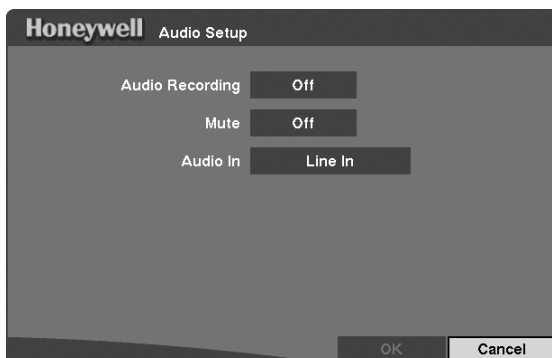 Honeywell Audio Setup
Audio Recording Off
Mute Off
Audio In Line In
OK Cancel